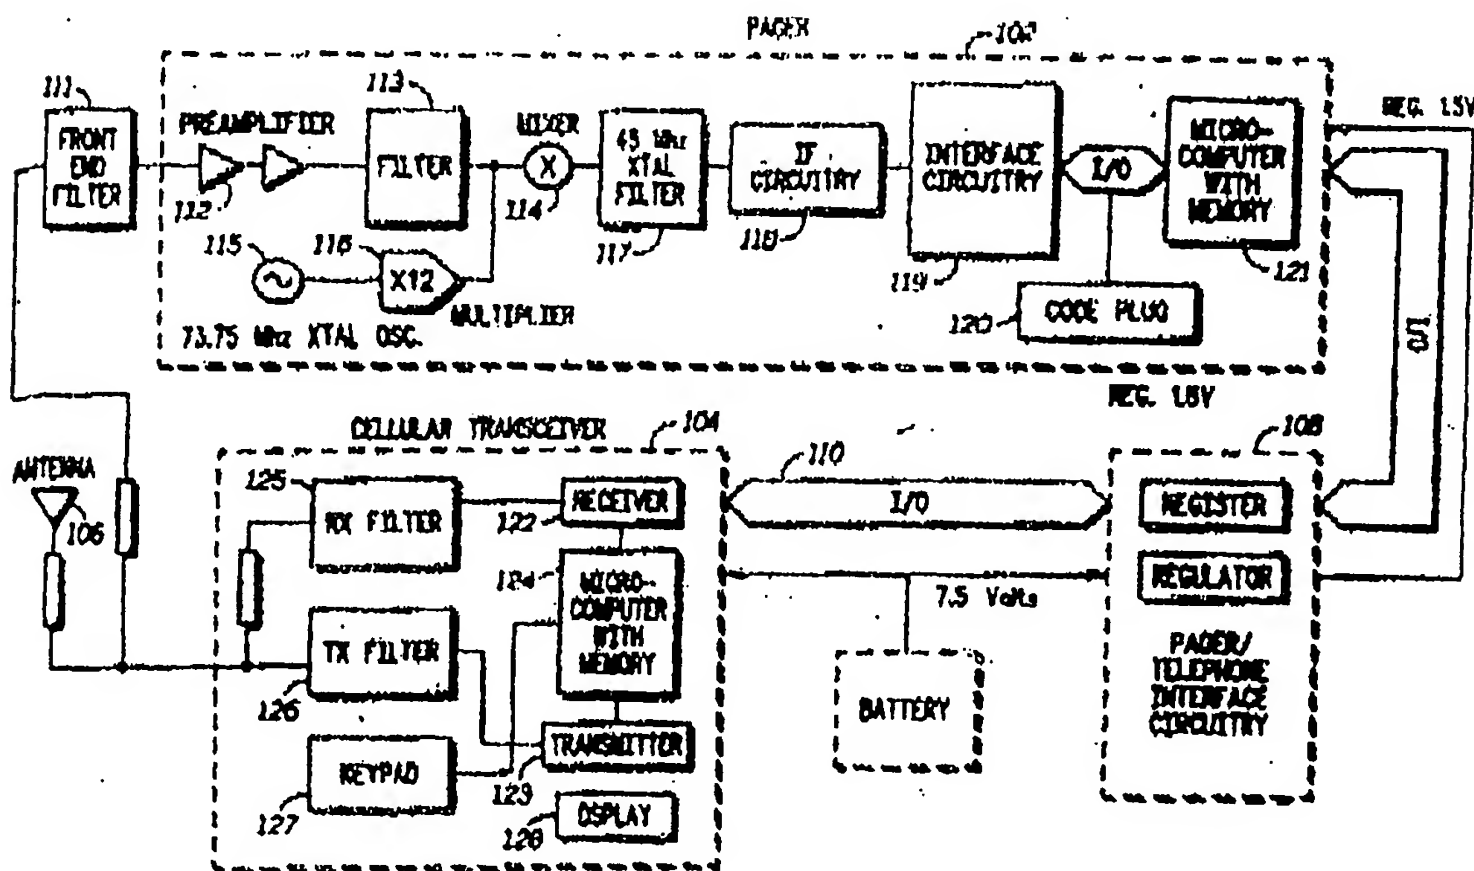 PAGER
102
111
FRONT
END
FILTER
PREAMPLIFIER
112
113
FILTER
MIXER
X
114
45 Mhz
XTAL
FILTER
117
IF
CIRCUITRY
118
INTERFACE
CIRCUITRY
119
I/O
MICRO-
COMPUTER
WITH
MEMORY
121
REG. 1.5V
115
116
X12
MULTIPLIER
73.75 Mhz XTAL OSC.
120
CODE PLUG
I/O
REG. 1.5V
CELLULAR TRANSCEIVER
104
ANTENNA
106
125
RX FILTER
RECEIVER
122
124
MICRO-
COMPUTER
WITH
MEMORY
TX FILTER
126
TRANSMITTER
123
KEYPAD
127
DSPLAY
128
110
I/O
7.5 Volts
BATTERY
108
REGISTER
REGULATOR
PAGER/
TELEPHONE
INTERFACE
CIRCUITRY